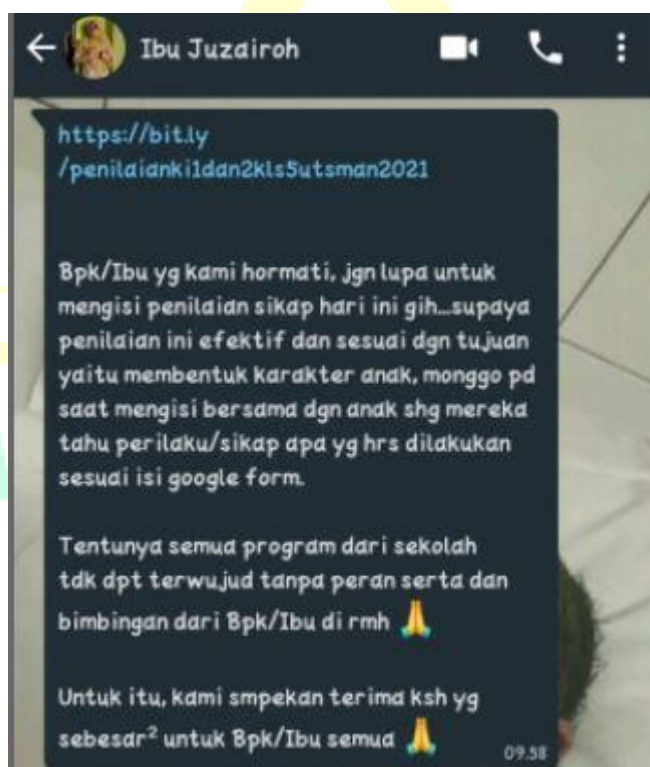 Ibu Juzairoh
https://bit.ly
/penilaianki1dan2kls5utsman2021
Bpk/Ibu yg kami hormati, jgn lupa untuk
mengisi penilaian sikap hari ini gih...supaya
penilaian ini efektif dan sesuai dgn tujuan
yaitu membentuk karakter anak, monggo pd
saat mengisi bersama dgn anak shg mereka
tahu perilaku/sikap apa yg hrs dilakukan
sesuai isi google form.
Tentunya semua program dari sekolah
tdk dpt terwujud tanpa peran serta dan
bimbingan dari Bpk/Ibu di rmh 🙏
Untuk itu, kami smpekan terima ksh yg
sebesar² untuk Bpk/Ibu semua 🙏
09.58